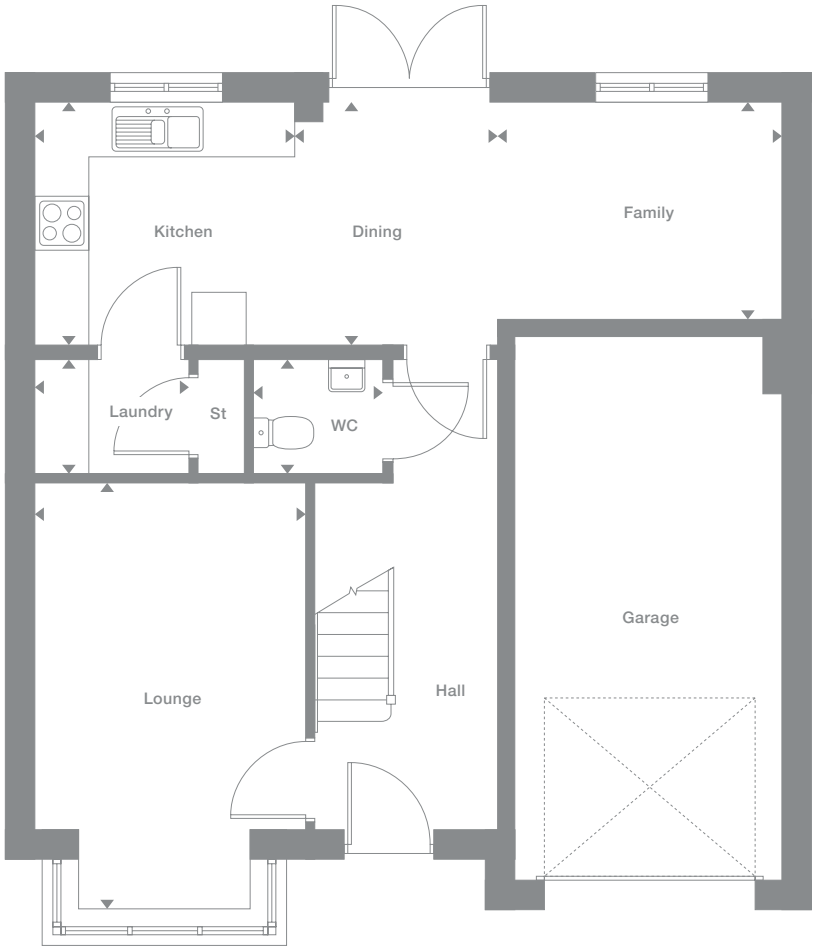 Family
Kitchen
Dining
Laundry
St
WC
Garage
Hall
Lounge